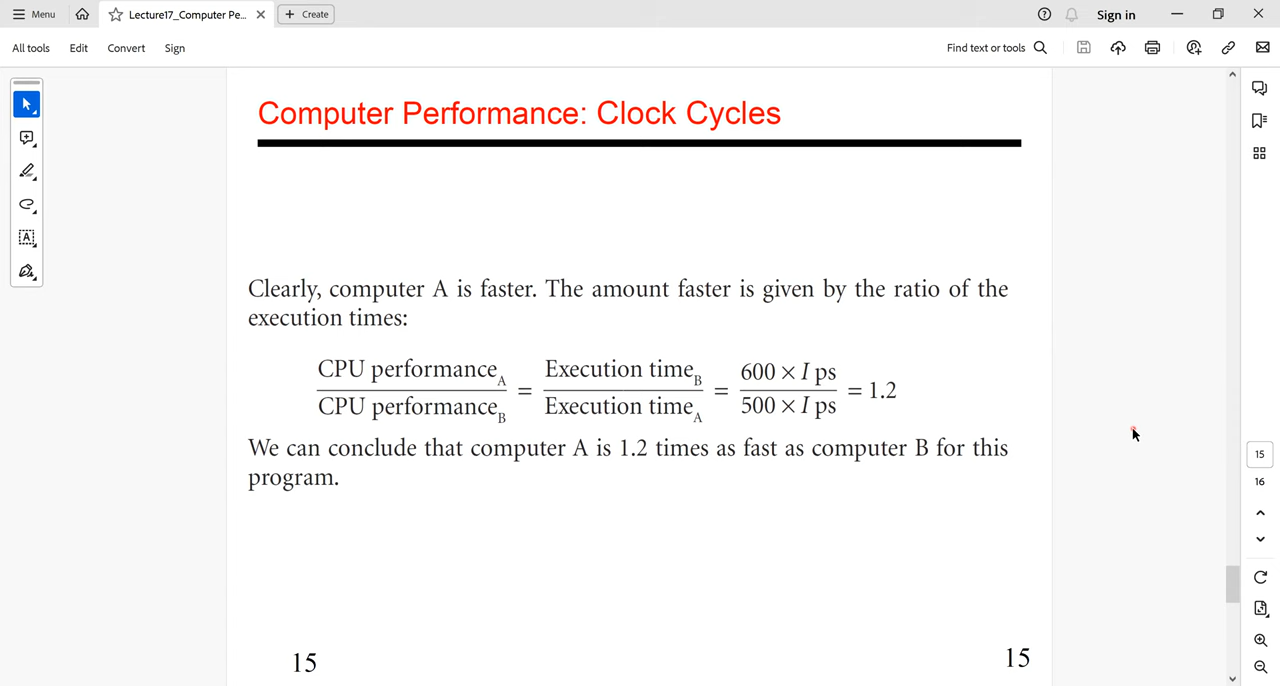 Menu
Lecture17_Computer Pe...
Create
Sign in
All tools
Edit
Convert
Sign
Find text or tools
Computer Performance: Clock Cycles
Clearly, computer A is faster. The amount faster is given by the ratio of the
execution times:
CPU performance_A / CPU performance_B = Execution time_B / Execution time_A = 600 × I ps / 500 × I ps = 1.2
We can conclude that computer A is 1.2 times as fast as computer B for this
program.
15
16
15
15